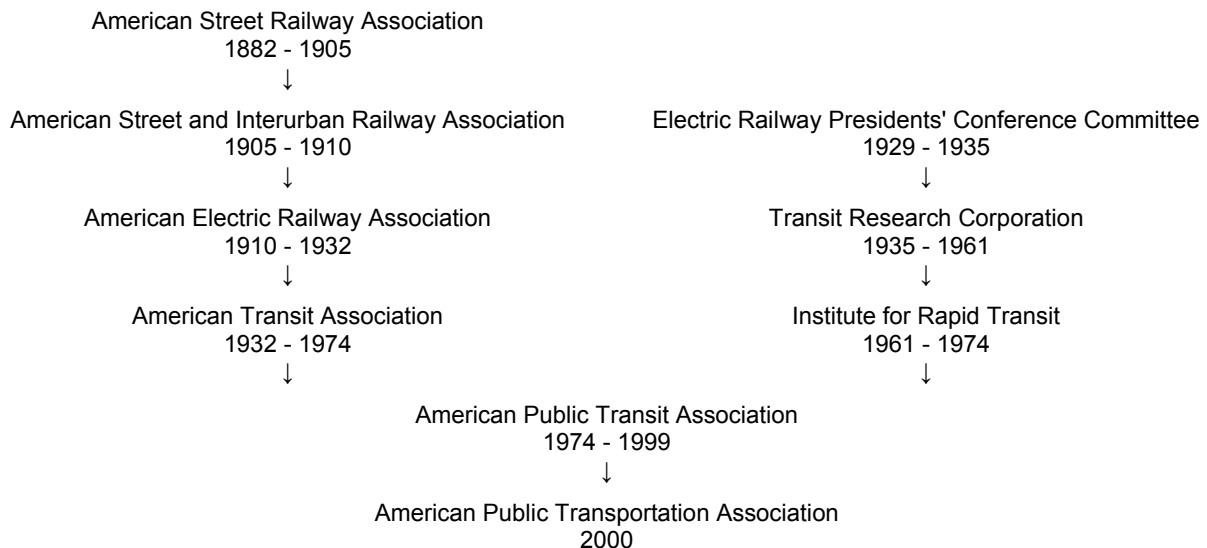 American Street Railway Association
1882 - 1905
↓
American Street and Interurban Railway Association
1905 - 1910
↓
American Electric Railway Association
1910 - 1932
↓
American Transit Association
1932 - 1974
↓
Electric Railway Presidents' Conference Committee
1929 - 1935
↓
Transit Research Corporation
1935 - 1961
↓
Institute for Rapid Transit
1961 - 1974
↓
American Public Transit Association
1974 - 1999
↓
American Public Transportation Association
2000